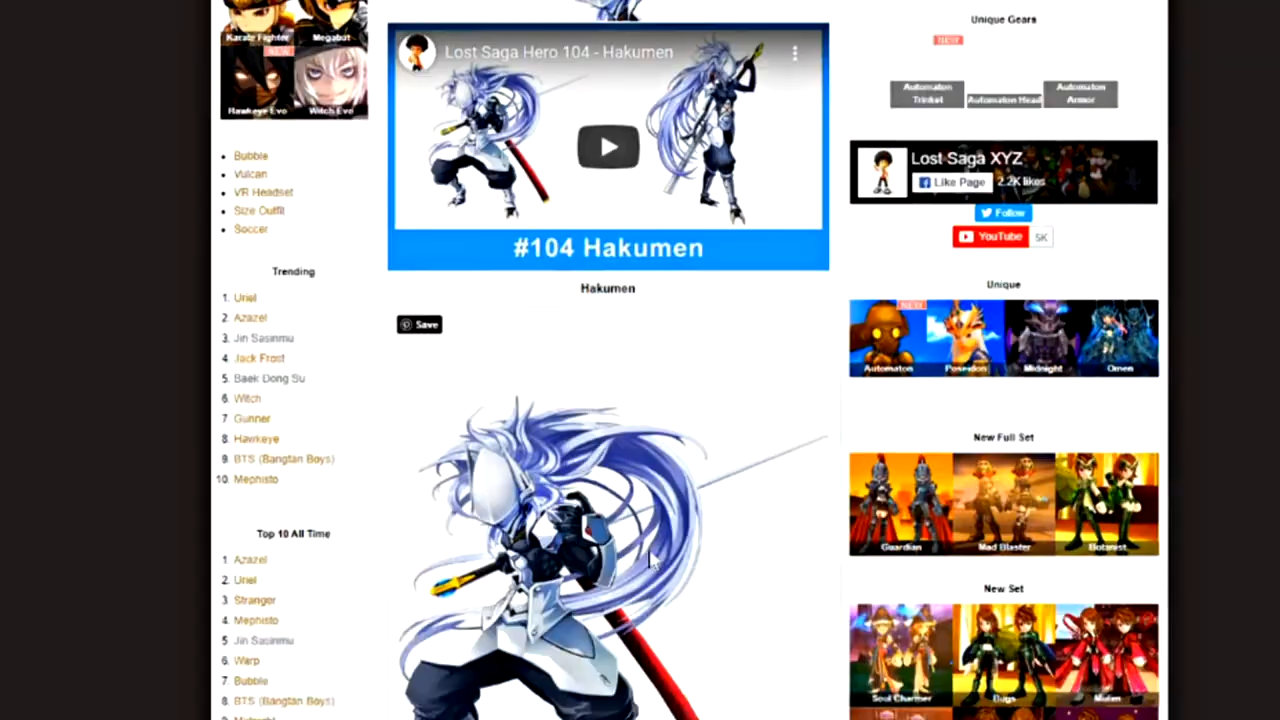 Karate Fighter
Megabot
NEW
Hawkeye Evo
Witch Evo
Bubble
Vulcan
VR Headset
Size Outfit
Soccer
Trending
1. Uriel
2. Azazel
3. Jin Sasinmu
4. Jack Frost
5. Baek Dong Su
6. Witch
7. Gunner
8. Hawkeye
9. BTS (Bangtan Boys)
10. Mephisto
Top 10 All Time
1. Azazel
2. Uriel
3. Stranger
4. Mephisto
5. Jin Sasinmu
6. Warp
7. Bubble
8. BTS (Bangtan Boys)
9. Midnight
Lost Saga Hero 104 - Hakumen
#104 Hakumen
Hakumen
Save
Unique Gears
NEW
Automaton Trinket
Automaton Head
Automaton Armor
Lost Saga XYZ
Like Page
2.2K likes
Follow
YouTube
5K
Unique
NEW
Automaton
Poseidon
Midnight
Omen
New Full Set
Guardian
Mad Blaster
Botanist
New Set
Soul Charmer
Bugs
Mulan